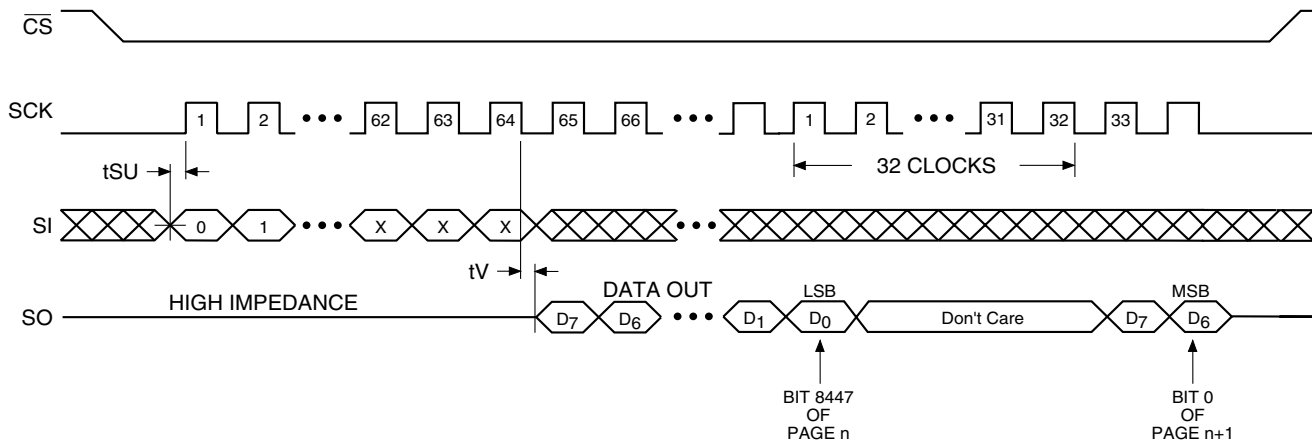 CS
SCK 1 2 ••• 62 63 64 65 66 ••• 1 2 ••• 31 32 33
tSU 32 CLOCKS
SI 0 1 ••• X X X •••
tV
HIGH IMPEDANCE DATA OUT LSB MSB
SO D7 D6 ••• D1 D0 Don't Care D7 D6
BIT 8447 BIT 0
OF OF
PAGE n PAGE n+1